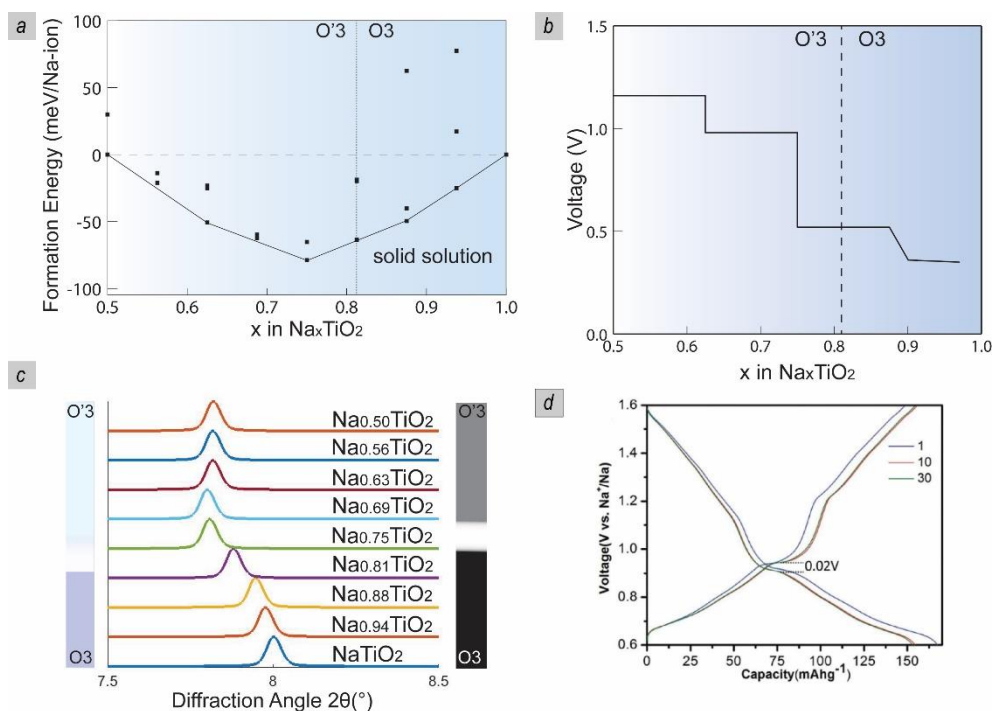 a
O'3
O3
Formation Energy (meV/Na-ion)
100
50
0
-50
-100
solid solution
0.5
0.6
0.7
0.8
0.9
1.0
x in NaxTiO2
b
O'3
O3
Voltage (V)
1.5
1.0
0.5
0.0
0.5
0.6
0.7
0.8
0.9
1.0
x in NaxTiO2
c
O'3
O3
Na0.50TiO2
Na0.56TiO2
Na0.63TiO2
Na0.69TiO2
Na0.75TiO2
Na0.81TiO2
Na0.88TiO2
Na0.94TiO2
NaTiO2
O'3
O3
7.5
8
8.5
Diffraction Angle 2θ(°)
d
Voltage(V vs. Na+/Na)
1.6
1.4
1.2
1.0
0.8
0.6
1
10
30
0.02V
0
25
50
75
100
125
150
Capacity(mAhg-1)